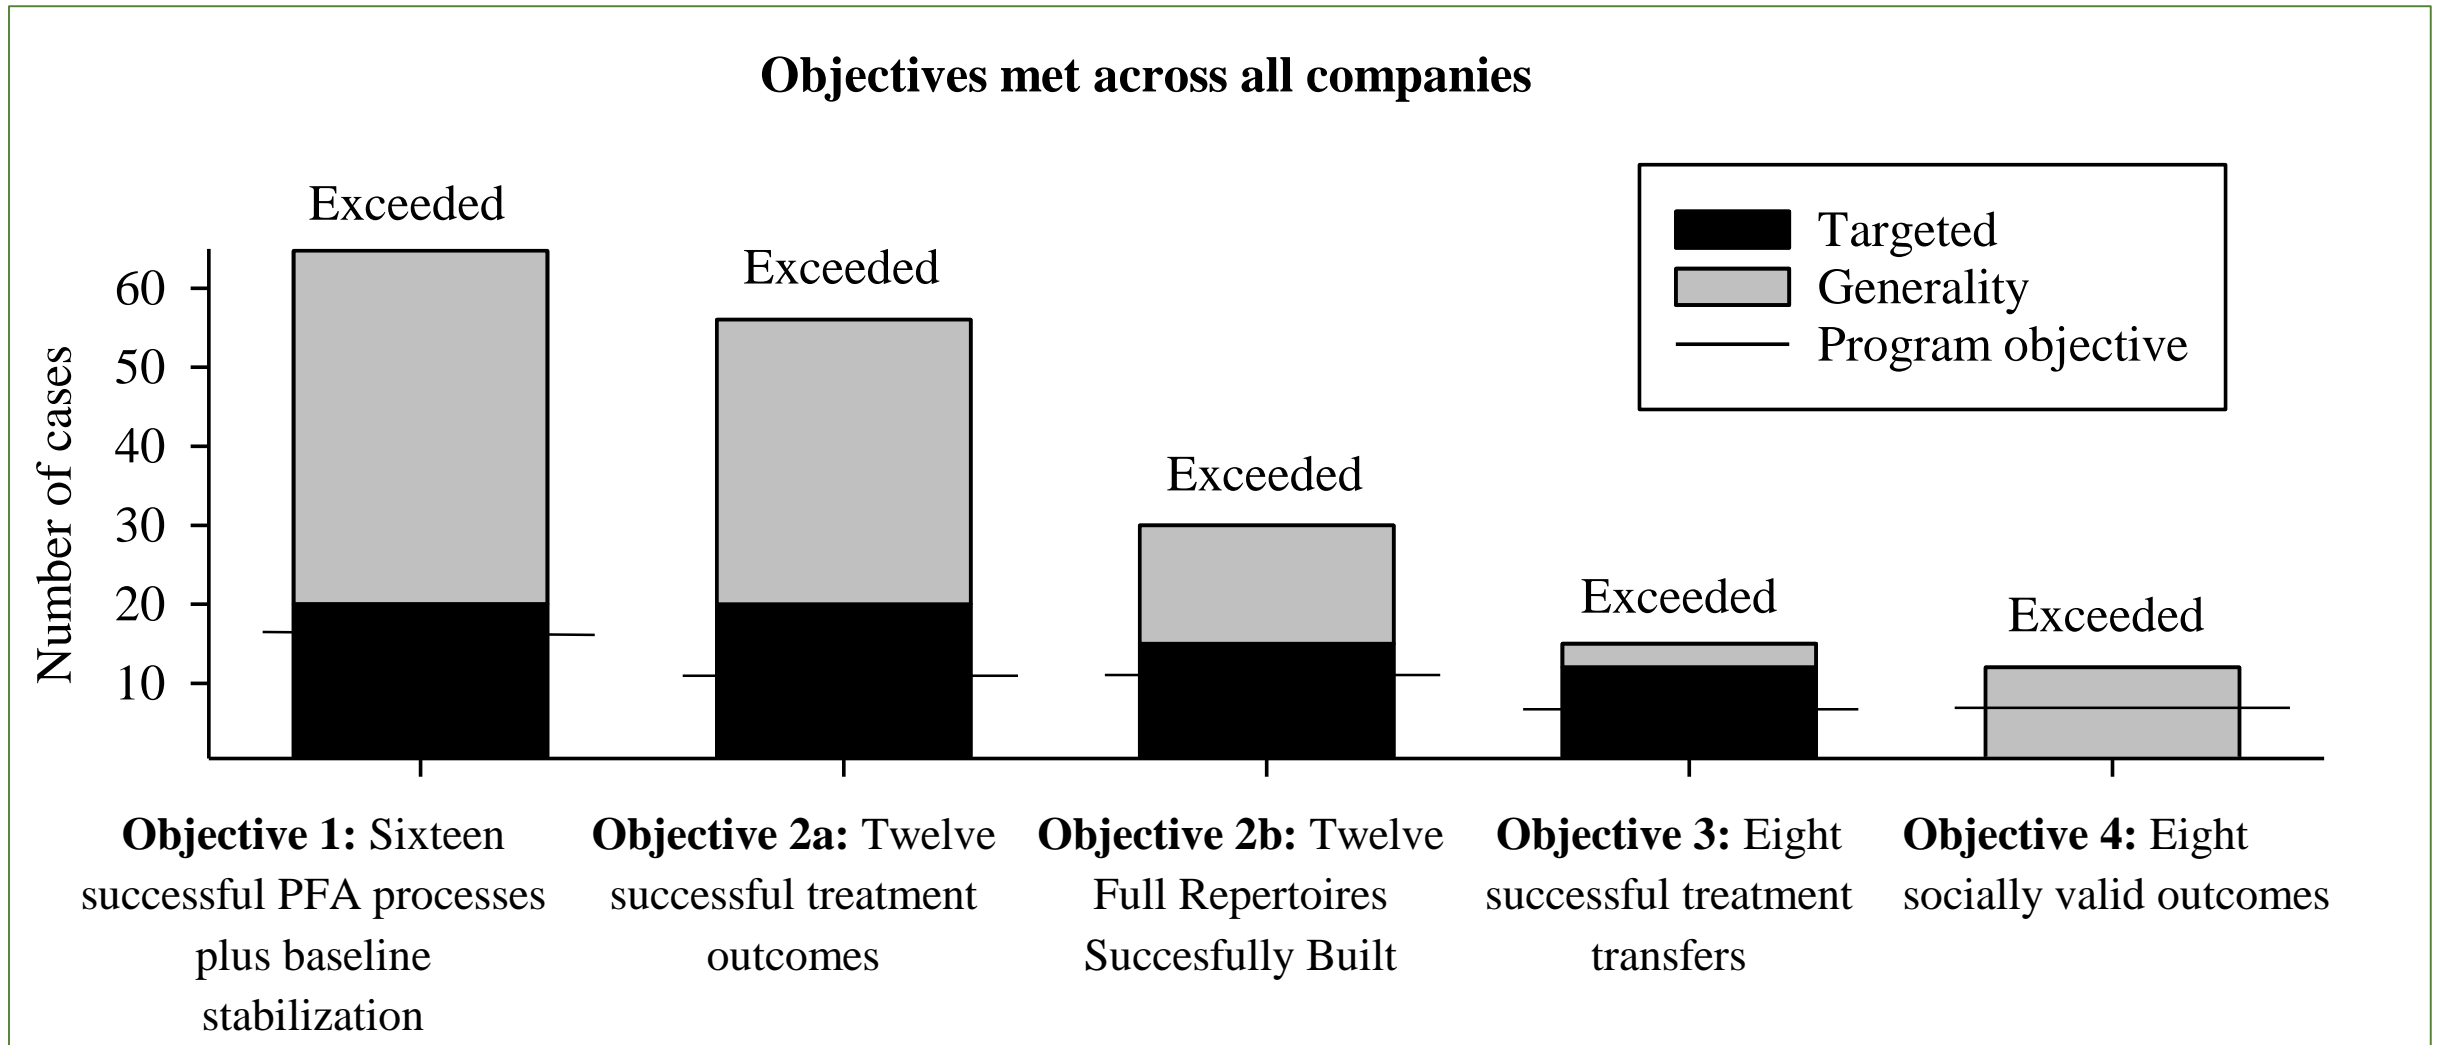 Objectives met across all companies
Exceeded
Exceeded
Exceeded
Exceeded
Exceeded
Targeted
Generality
Program objective
Number of cases
60
50
40
30
20
10
Objective 1: Sixteen
successful PFA processes
plus baseline
stabilization
Objective 2a: Twelve
successful treatment
outcomes
Objective 2b: Twelve
Full Repertoires
Succesfully Built
Objective 3: Eight
successful treatment
transfers
Objective 4: Eight
socially valid outcomes